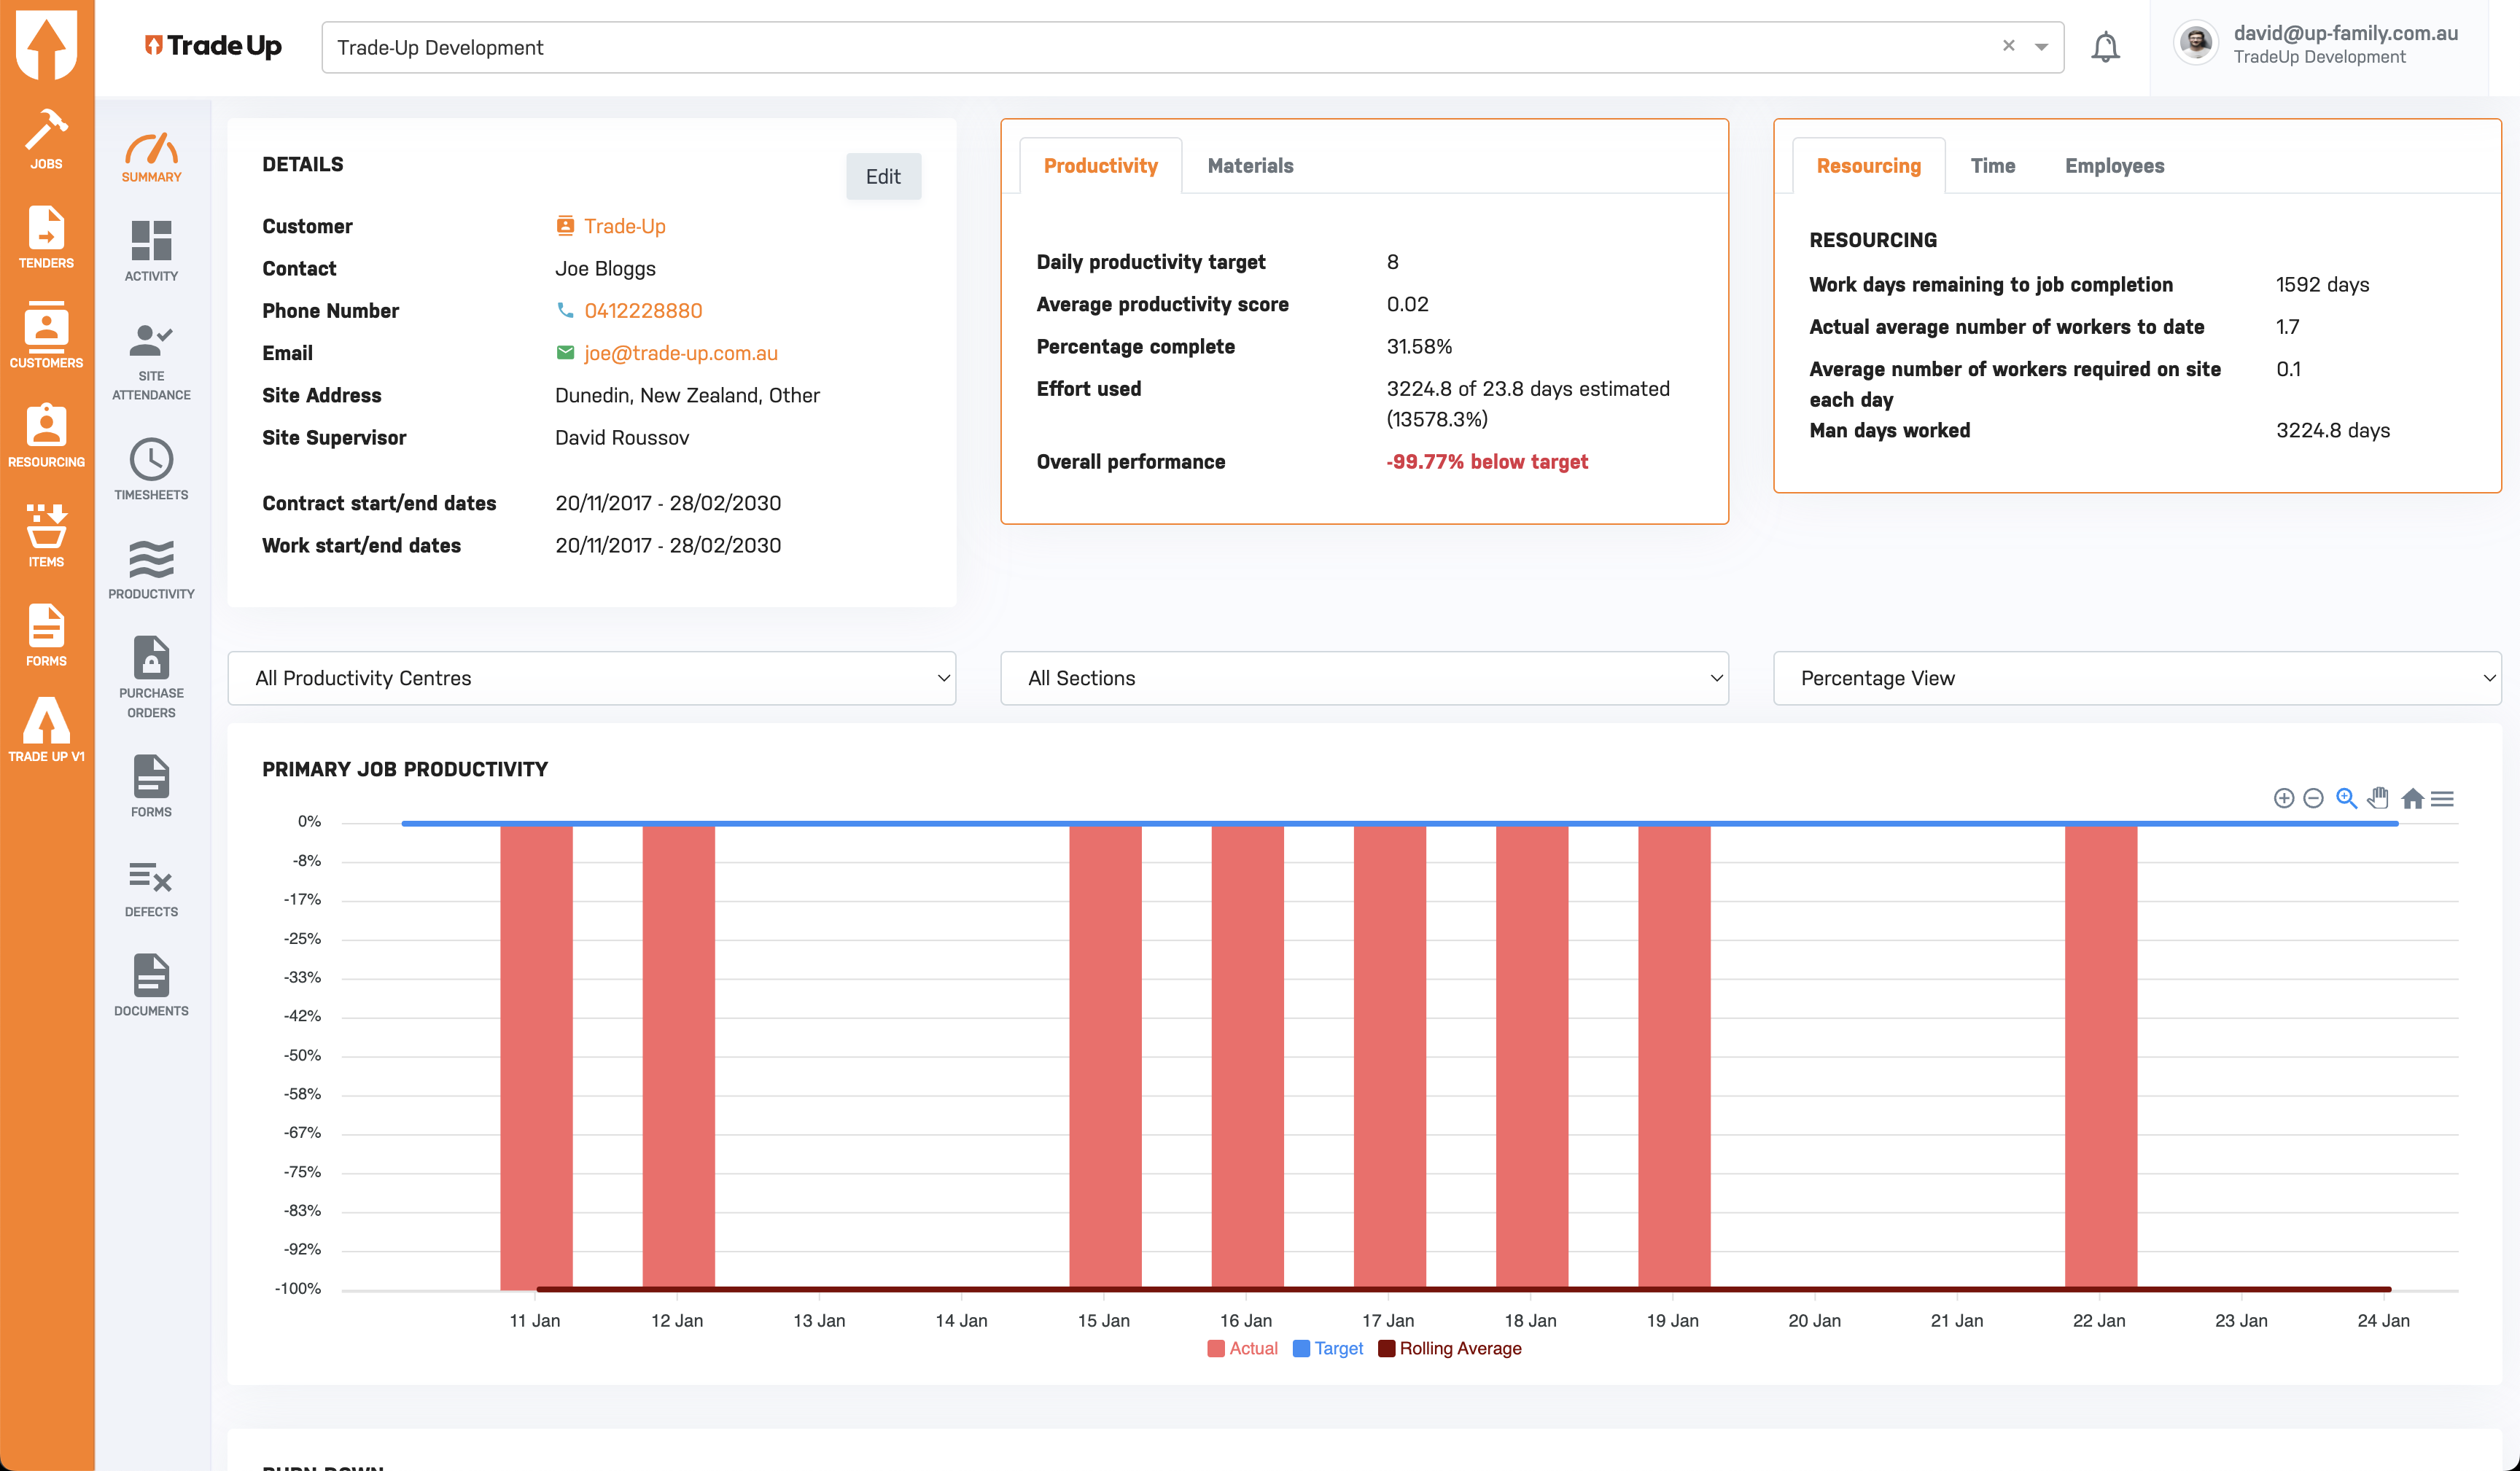 Trade Up
Trade-Up Development
david@up-family.com.au
TradeUp Development
JOBS
TENDERS
CUSTOMERS
RESOURCING
ITEMS
FORMS
TRADE UP V1
SUMMARY
ACTIVITY
SITE
ATTENDANCE
TIMESHEETS
PRODUCTIVITY
PURCHASE
ORDERS
FORMS
DEFECTS
DOCUMENTS
DETAILS
Edit
Customer Trade-Up
Contact Joe Bloggs
Phone Number 0412228880
Email joe@trade-up.com.au
Site Address Dunedin, New Zealand, Other
Site Supervisor David Roussov
Contract start/end dates 20/11/2017 - 28/02/2030
Work start/end dates 20/11/2017 - 28/02/2030
Productivity Materials
Daily productivity target 8
Average productivity score 0.02
Percentage complete 31.58%
Effort used 3224.8 of 23.8 days estimated
(13578.3%)
Overall performance -99.77% below target
Resourcing Time Employees
RESOURCING
Work days remaining to job completion 1592 days
Actual average number of workers to date 1.7
Average number of workers required on site 0.1
each day
Man days worked 3224.8 days
All Productivity Centres
All Sections
Percentage View
PRIMARY JOB PRODUCTIVITY
0%
-8%
-17%
-25%
-33%
-42%
-50%
-58%
-67%
-75%
-83%
-92%
-100%
11 Jan 12 Jan 13 Jan 14 Jan 15 Jan 16 Jan 17 Jan 18 Jan 19 Jan 20 Jan 21 Jan 22 Jan 23 Jan 24 Jan
Actual Target Rolling Average
BURN DOWN